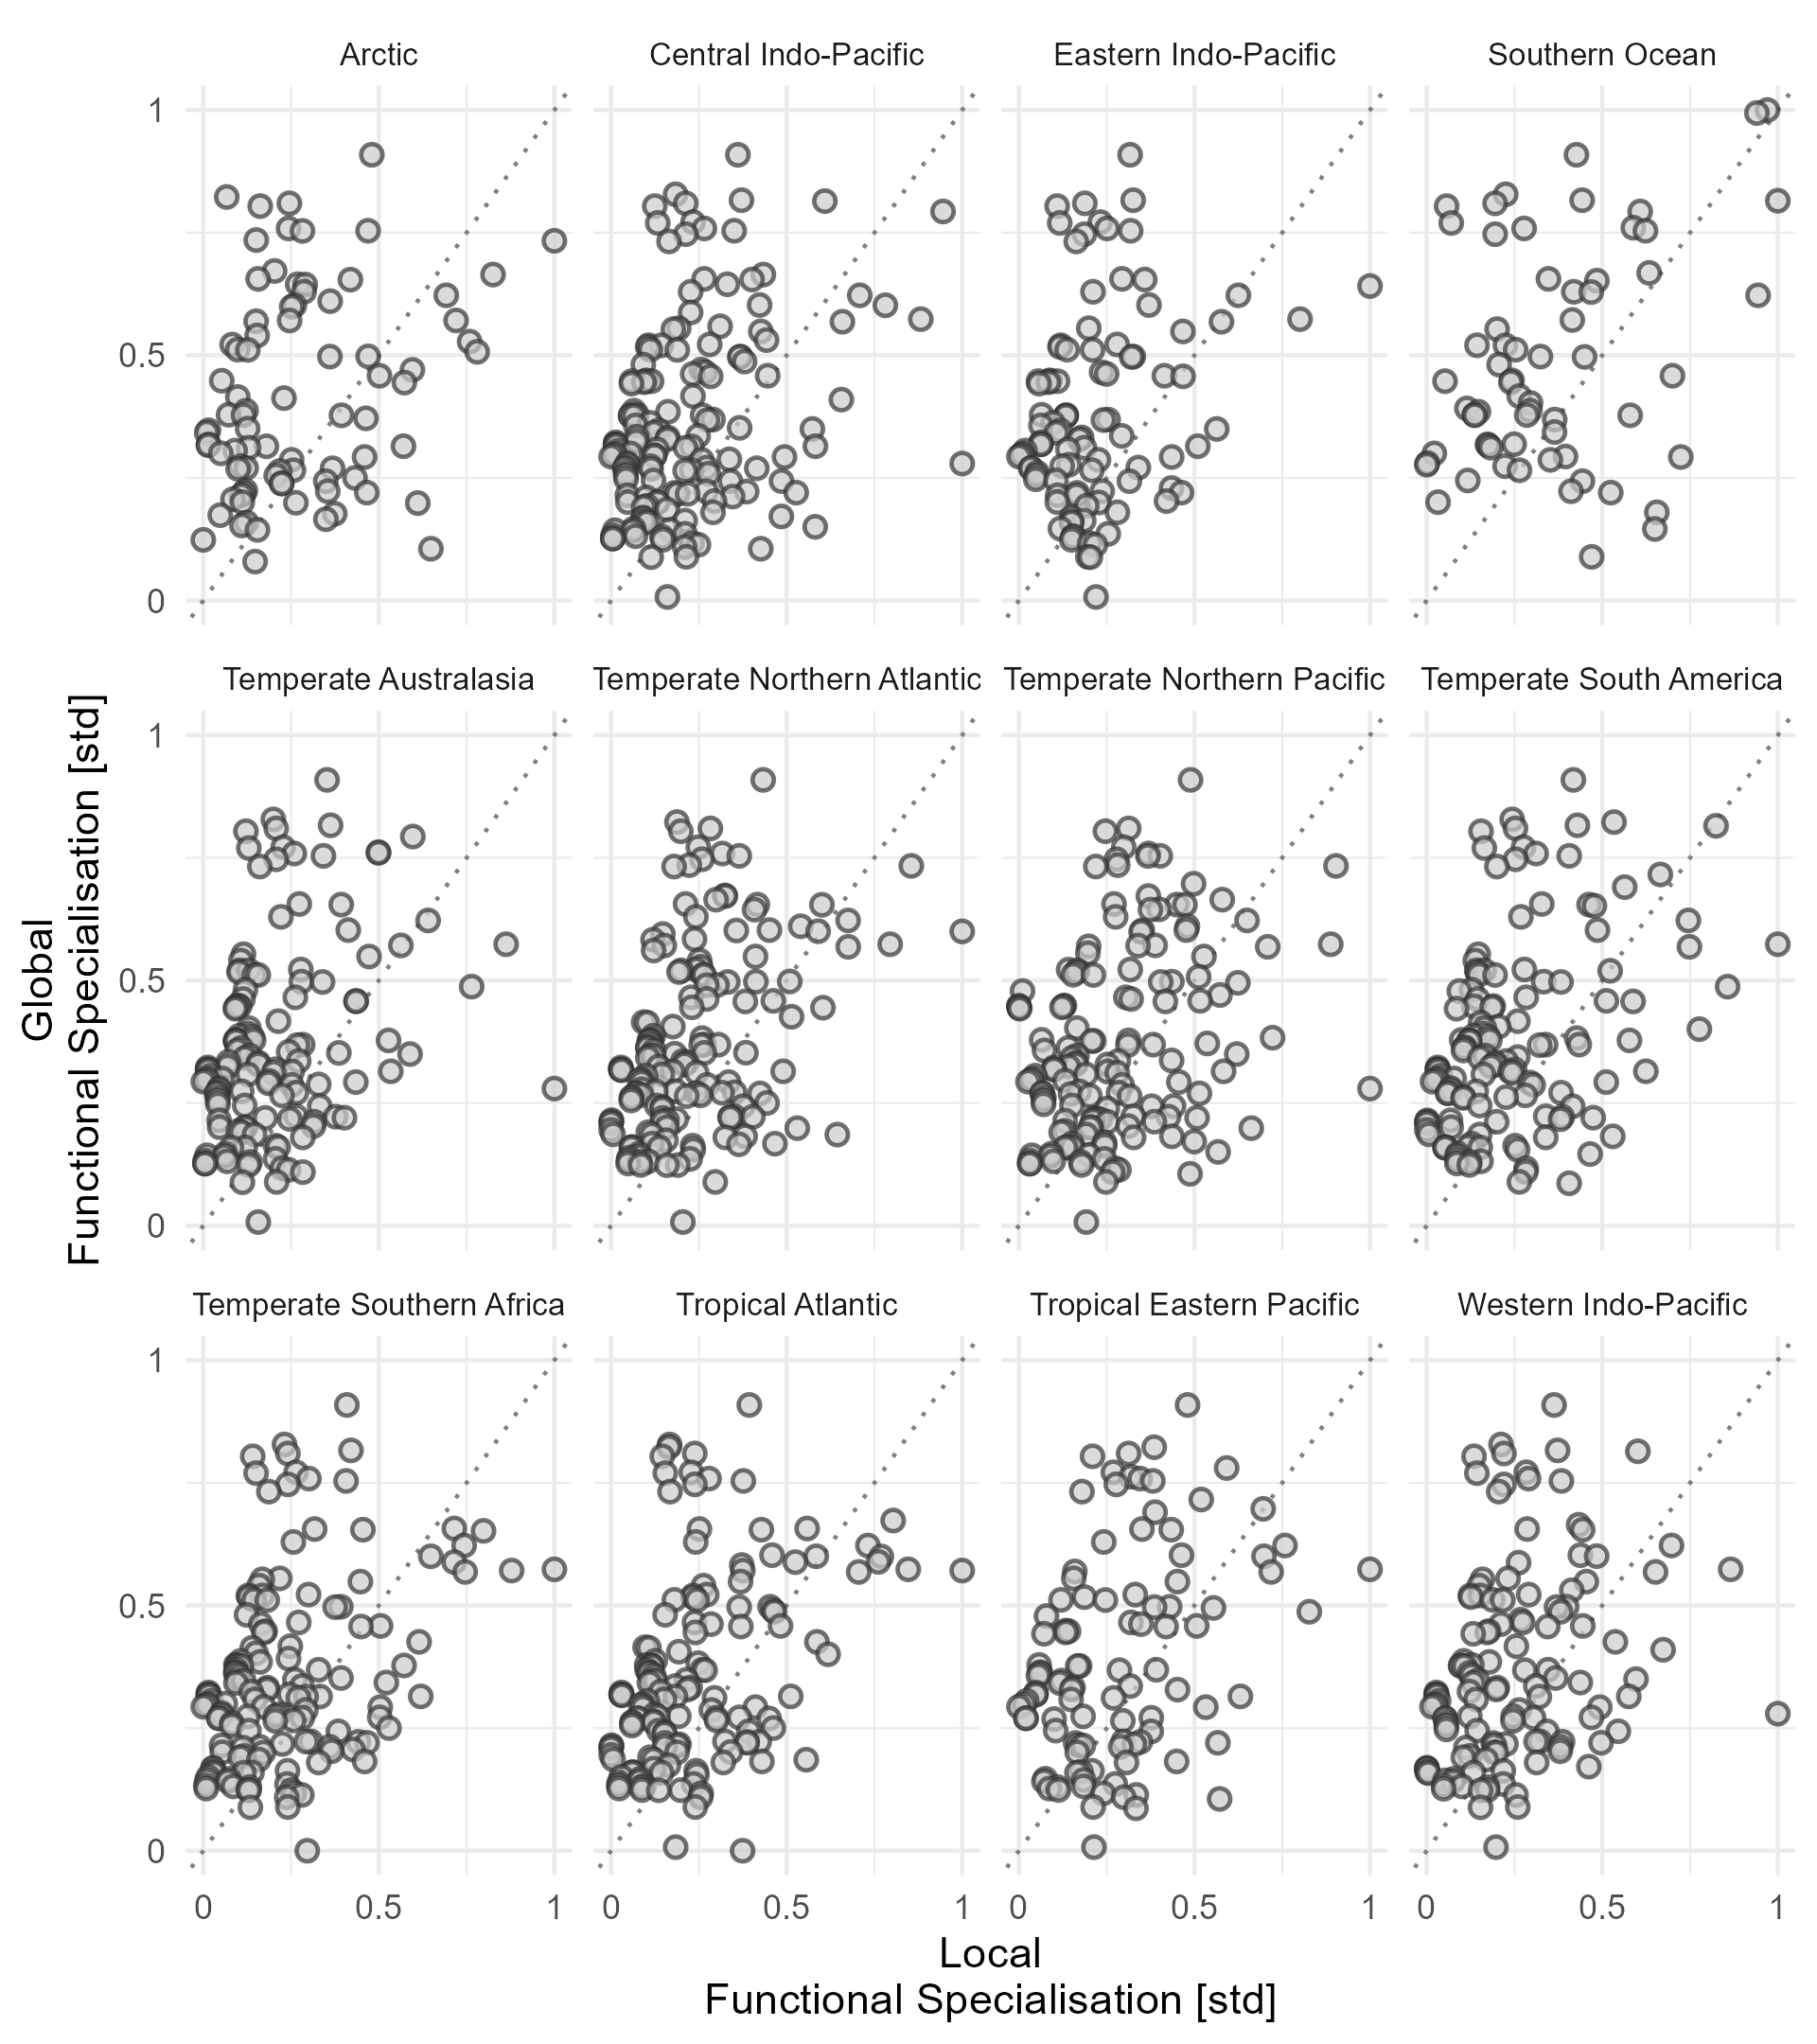 Arctic
Central Indo-Pacific
Eastern Indo-Pacific
Southern Ocean
1
0.5
0
Temperate Australasia
Temperate Northern Atlantic
Temperate Northern Pacific
Temperate South America
1
0.5
0
Global
Functional Specialisation [std]
Temperate Southern Africa
Tropical Atlantic
Tropical Eastern Pacific
Western Indo-Pacific
1
0.5
0
0 0.5 1
0 0.5 1
0 0.5 1
0 0.5 1
Local
Functional Specialisation [std]